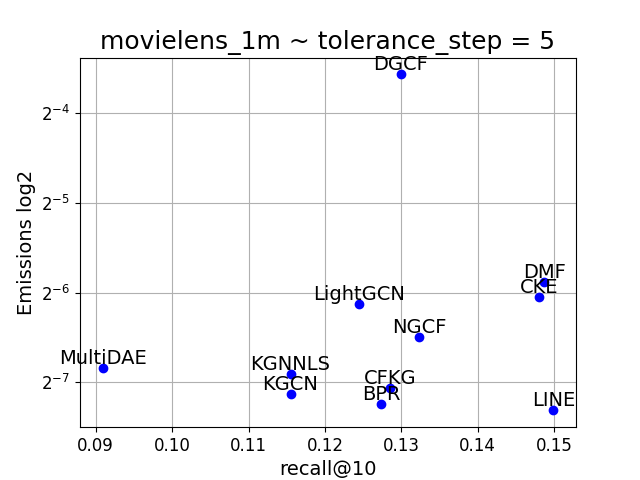 movielens_1m ~ tolerance_step = 5
DGCF
2⁻⁴
2⁻⁵
Emissions log2
DMF
CKE
2⁻⁶
LightGCN
NGCF
MultiDAE
KGNNLS
CFKG
KGCN
2⁻⁷
BPR
LINE
0.09 0.10 0.11 0.12 0.13 0.14 0.15
recall@10